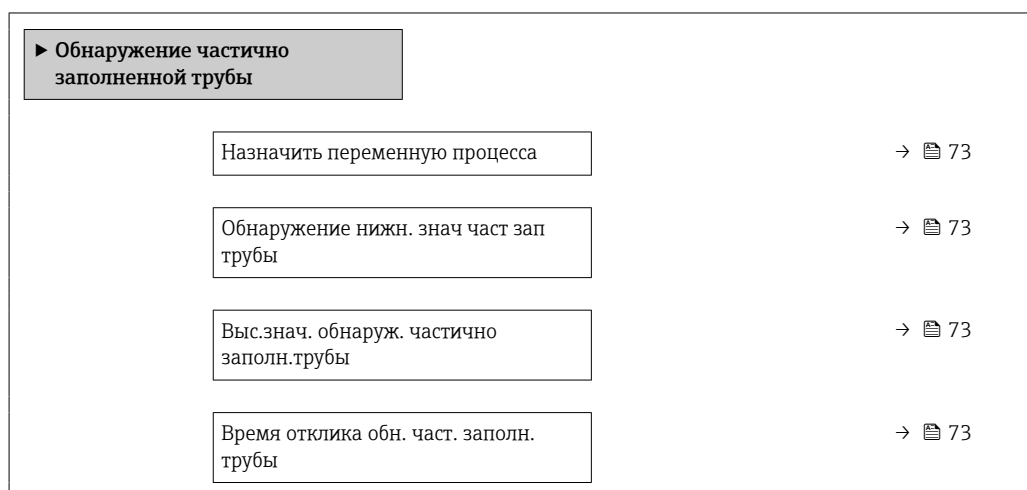 ► Обнаружение частично
заполненной трубы
Назначить переменную процесса → 73
Обнаружение нижн. знач част зап → 73
трубы
Выс.знач. обнаруж. частично → 73
заполн.трубы
Время отклика обн. част. заполн. → 73
трубы